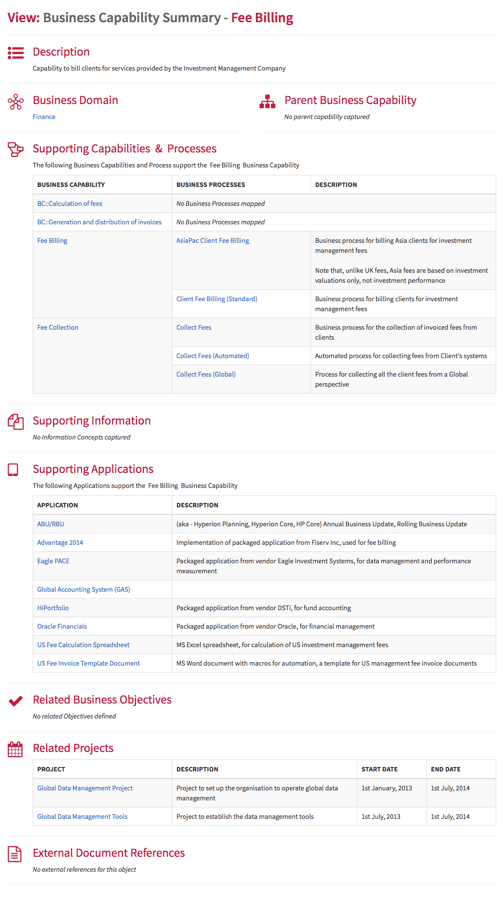 View: Business Capability Summary - Fee Billing
Description
Capability to bill clients for services provided by the Investment Management Company
Business Domain
Finance
Parent Business Capability
No parent capability captured
Supporting Capabilities & Processes
The following Business Capabilities and Process support the Fee Billing Business Capability
BUSINESS CAPABILITY BUSINESS PROCESSES DESCRIPTION
BC::Calculation of fees No Business Processes mapped
BC::Generation and distribution of invoices No Business Processes mapped
Fee Billing AsiaPac Client Fee Billing Business process for billing Asia clients for investment
management fees
Note that, unlike UK fees, Asia fees are based on investment
valuations only, not investment performance
Client Fee Billing (Standard) Business process for billing clients for investment
management fees
Fee Collection Collect Fees Business process for the collection of invoiced fees from
clients
Collect Fees (Automated) Automated process for collecting fees from Client's systems
Collect Fees (Global) Process for collecting all the client fees from a Global
perspective
Supporting Information
No Information Concepts captured
Supporting Applications
The following Applications support the Fee Billing Business Capability
APPLICATION DESCRIPTION
ABU/RBU (aka - Hyperion Planning, Hyperion Core, HP Core) Annual Business Update, Rolling Business Update
Advantage 2014 Implementation of packaged application from Fiserv Inc, used for fee billing
Eagle PACE Packaged application from vendor Eagle Investment Systems, for data management and performance
measurement
Global Accounting System (GAS)
HiPortfolio Packaged application from vendor DSTi, for fund accounting
Oracle Financials Packaged application from vendor Oracle, for financial management
US Fee Calculation Spreadsheet MS Excel spreadsheet, for calculation of US investment management fees
US Fee Invoice Template Document MS Word document with macros for automation, a template for US management fee invoice documents
Related Business Objectives
No related Objectives defined
Related Projects
PROJECT DESCRIPTION START DATE END DATE
Global Data Management Project Project to set up the organisation to operate global data
management 1st January, 2013 1st July, 2014
Global Data Management Tools Project to establish the data management tools 1st July, 2013 1st July, 2014
External Document References
No external references for this object